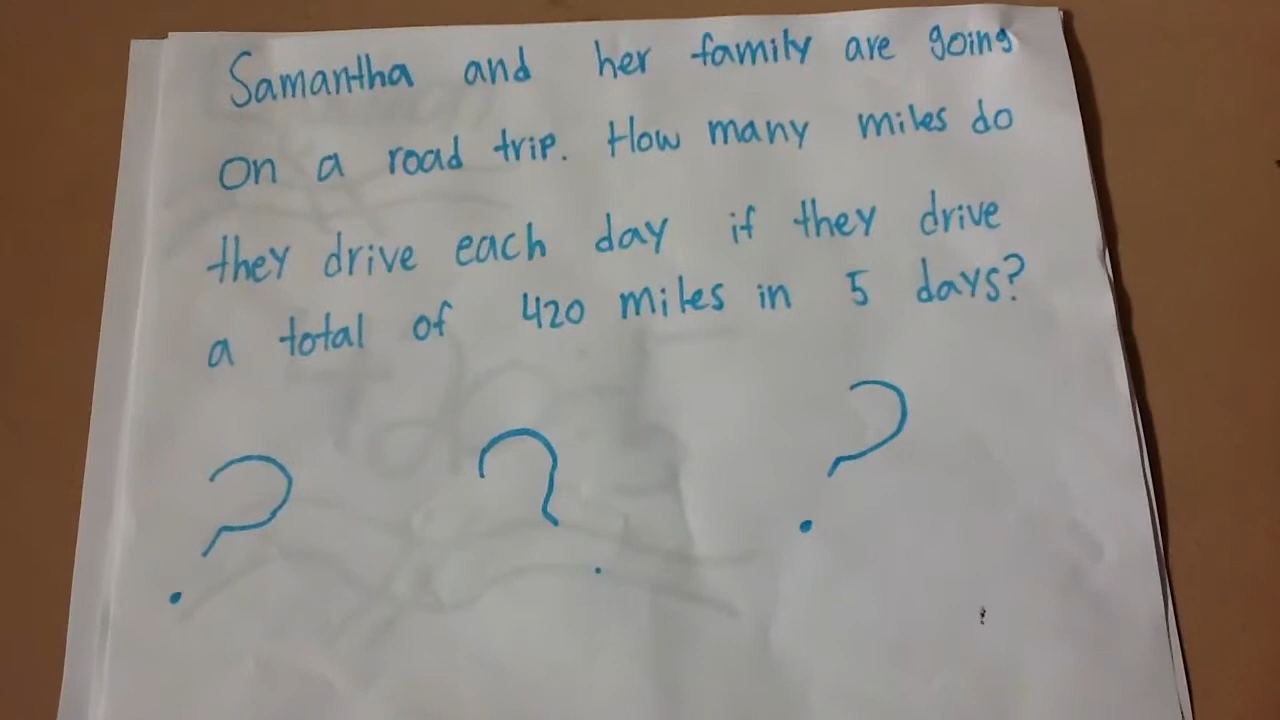 Samantha and her family are going
on a road trip. How many miles do
they drive each day if they drive
a total of 420 miles in 5 days?
? ? ?